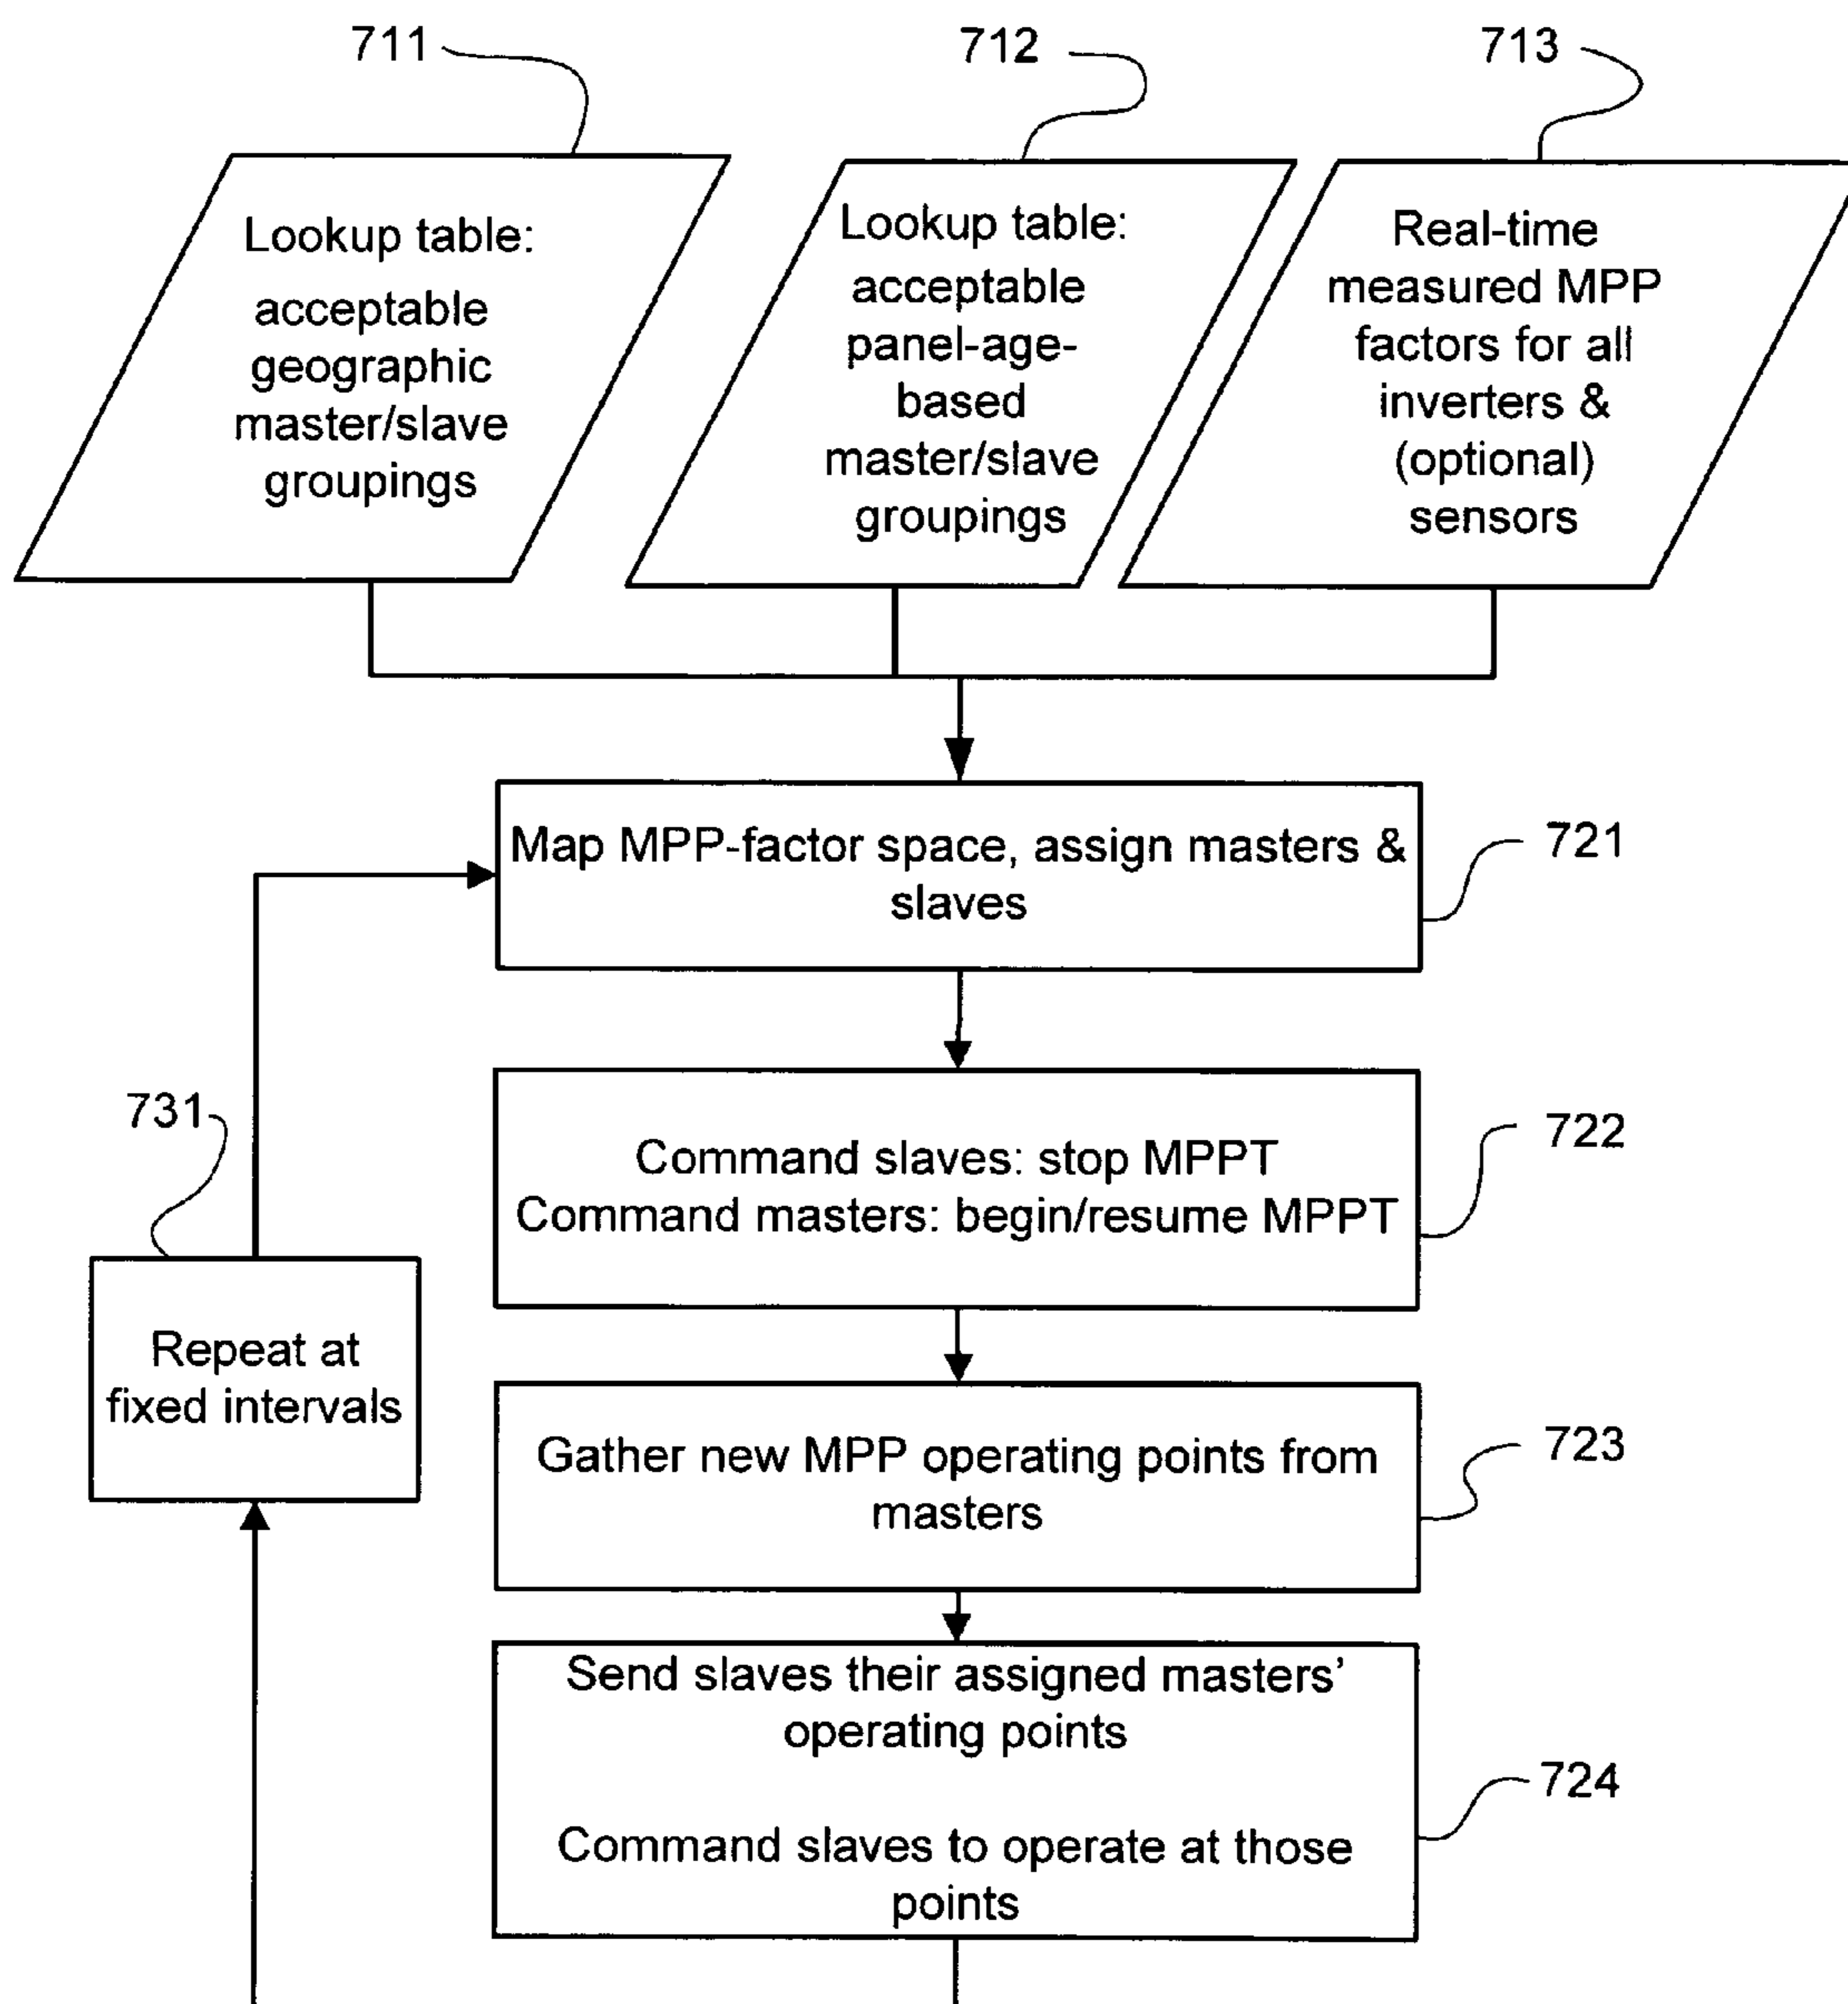 711
712
713
Lookup table:
acceptable
geographic
master/slave
groupings
Lookup table:
acceptable
panel-age-
based
master/slave
groupings
Real-time
measured MPP
factors for all
inverters &
(optional)
sensors
Map MPP-factor space, assign masters &
slaves
721
Command slaves: stop MPPT
Command masters: begin/resume MPPT
722
731
Repeat at
fixed intervals
Gather new MPP operating points from
masters
723
Send slaves their assigned masters’
operating points
Command slaves to operate at those
points
724